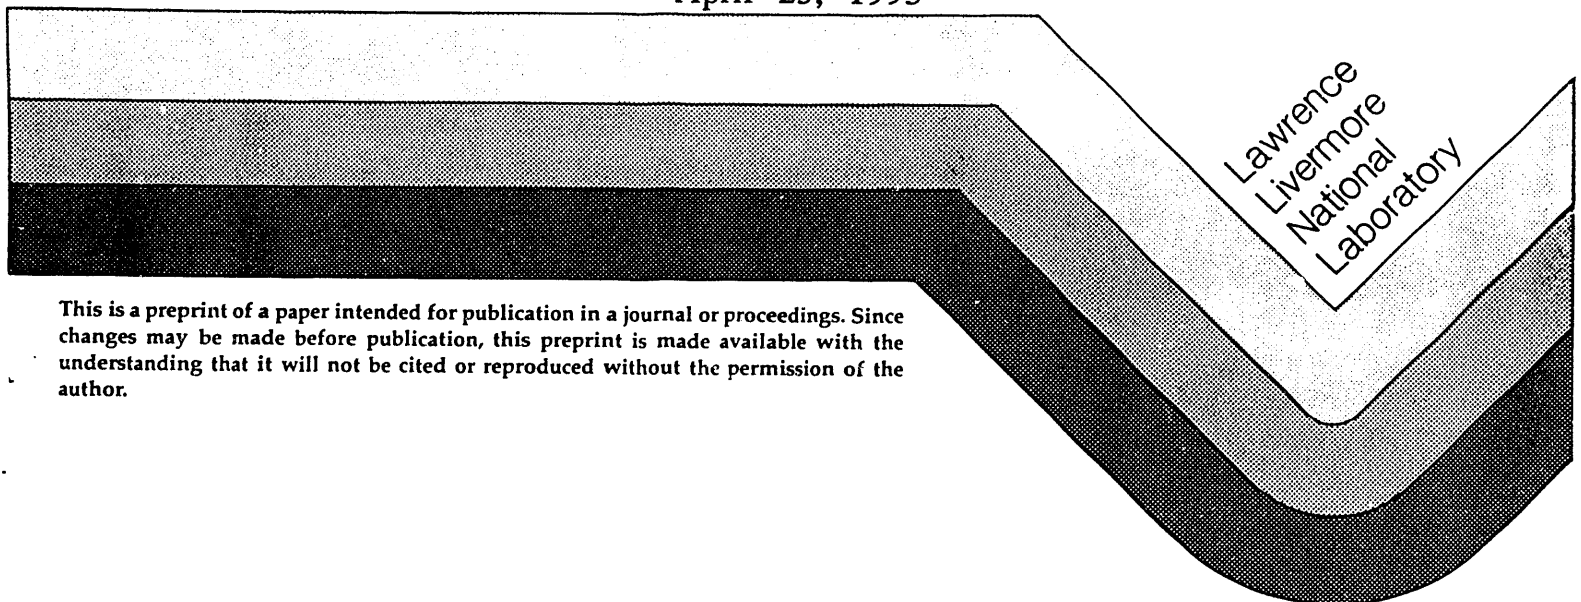 Lawrence
Livermore
National
Laboratory
This is a preprint of a paper intended for publication in a journal or proceedings. Since
changes may be made before publication, this preprint is made available with the
understanding that it will not be cited or reproduced without the permission of the
author.